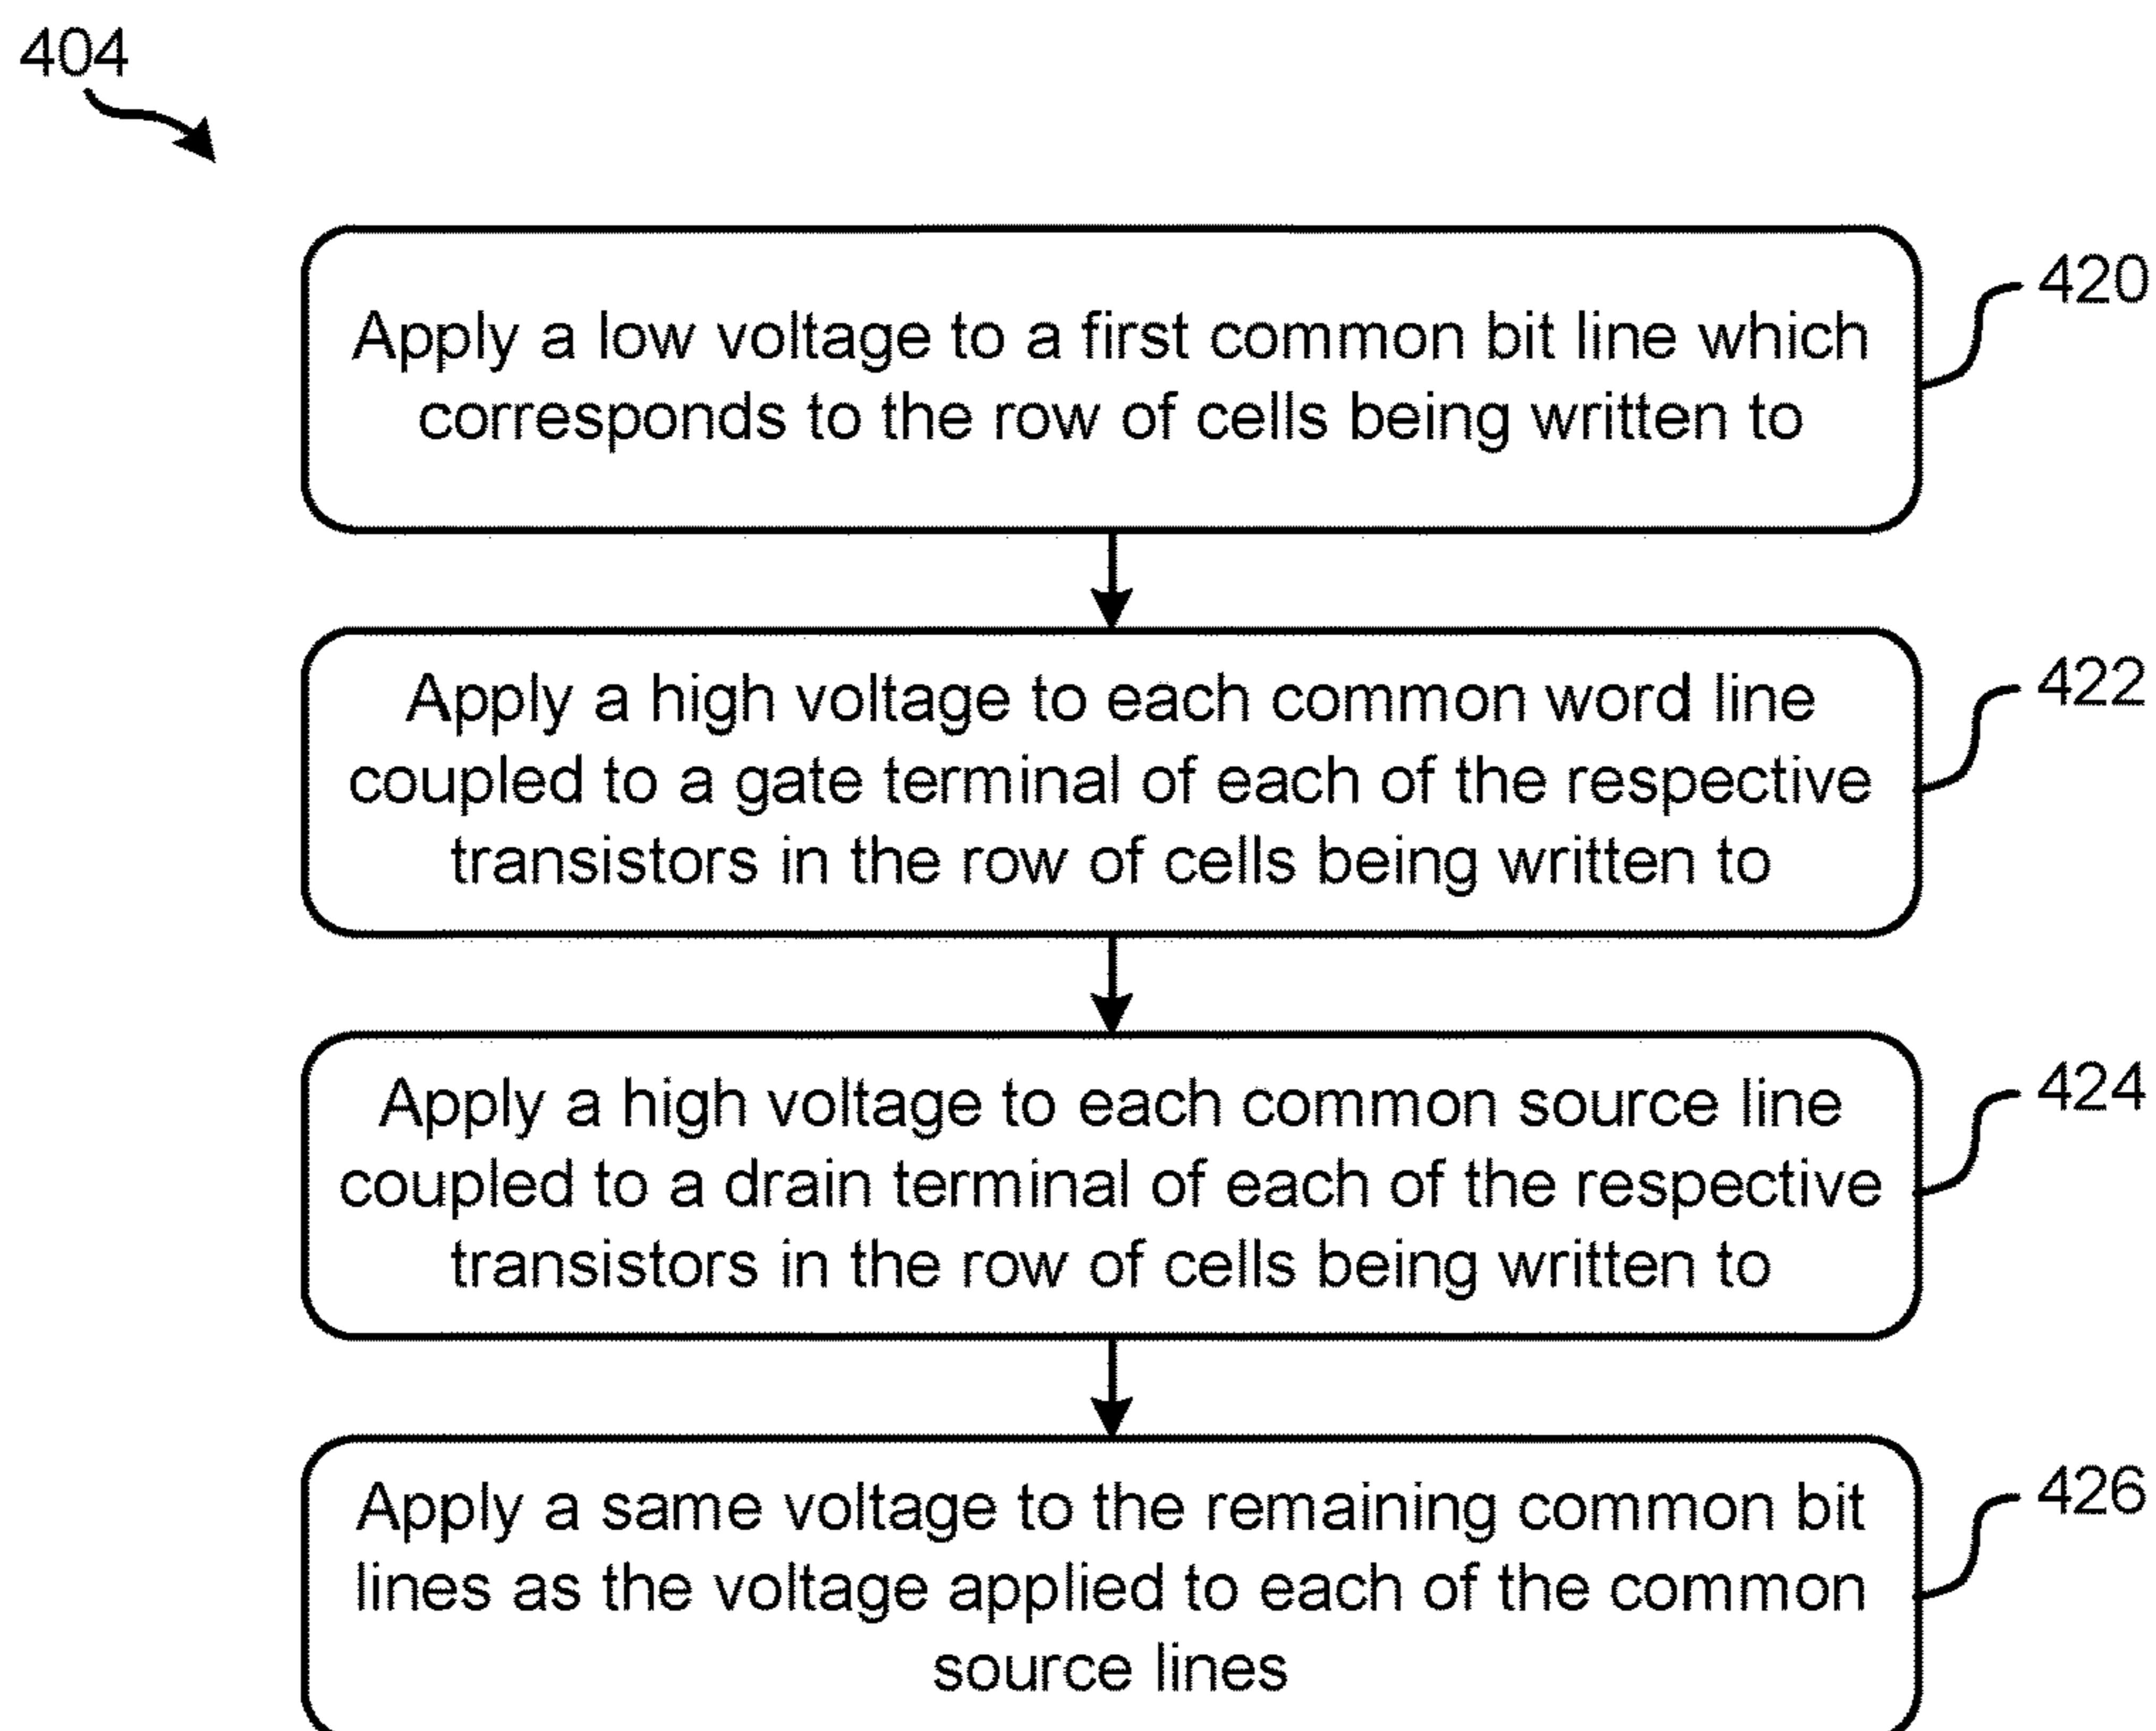 404
Apply a low voltage to a first common bit line which
corresponds to the row of cells being written to
420
Apply a high voltage to each common word line
coupled to a gate terminal of each of the respective
transistors in the row of cells being written to
422
Apply a high voltage to each common source line
coupled to a drain terminal of each of the respective
transistors in the row of cells being written to
424
Apply a same voltage to the remaining common bit
lines as the voltage applied to each of the common
source lines
426